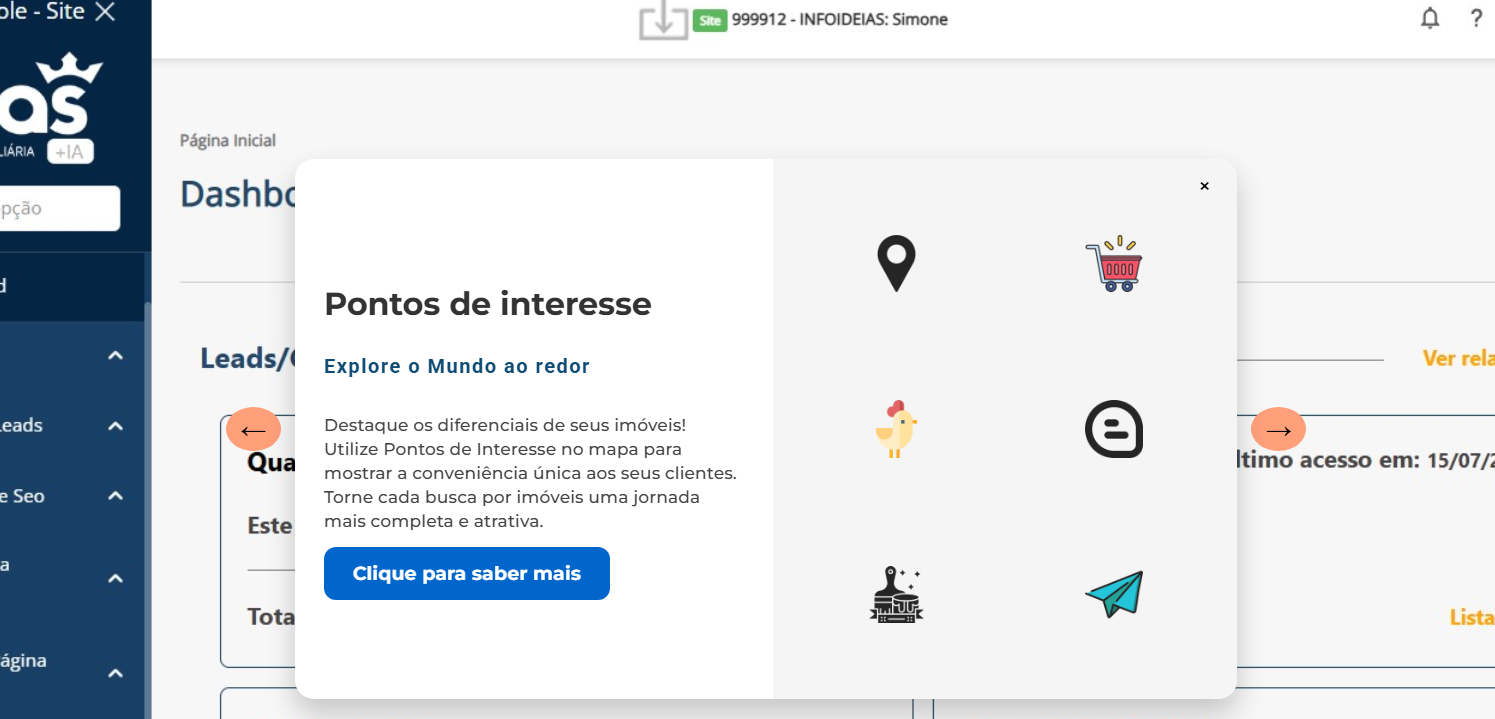 ole - Site
Site 999912 - INFOIDEIAS: Simone
?
as
LIÁRIA +IA
pção
Página Inicial
Dashbo
d
Pontos de interesse
Explore o Mundo ao redor
Destaque os diferenciais de seus imóveis!
Utilize Pontos de Interesse no mapa para
mostrar a conveniência única aos seus clientes.
Torne cada busca por imóveis uma jornada
mais completa e atrativa.
Clique para saber mais
Leads/
Ver rela
Leads
Qua
ltimo acesso em: 15/07/2
e Seo
Este
a
Tota
Lista
ágina